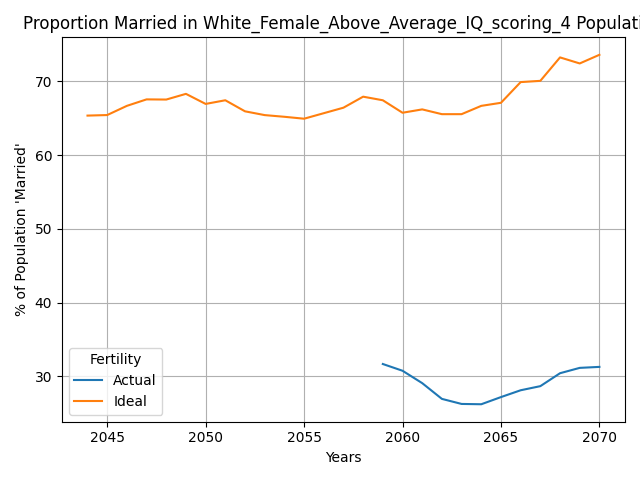 Proportion Married in White_Female_Above_Average_IQ_scoring_4 Populati
70
60
50
40
30
% of Population 'Married'
Fertility
Actual
Ideal
2045 2050 2055 2060 2065 2070
Years